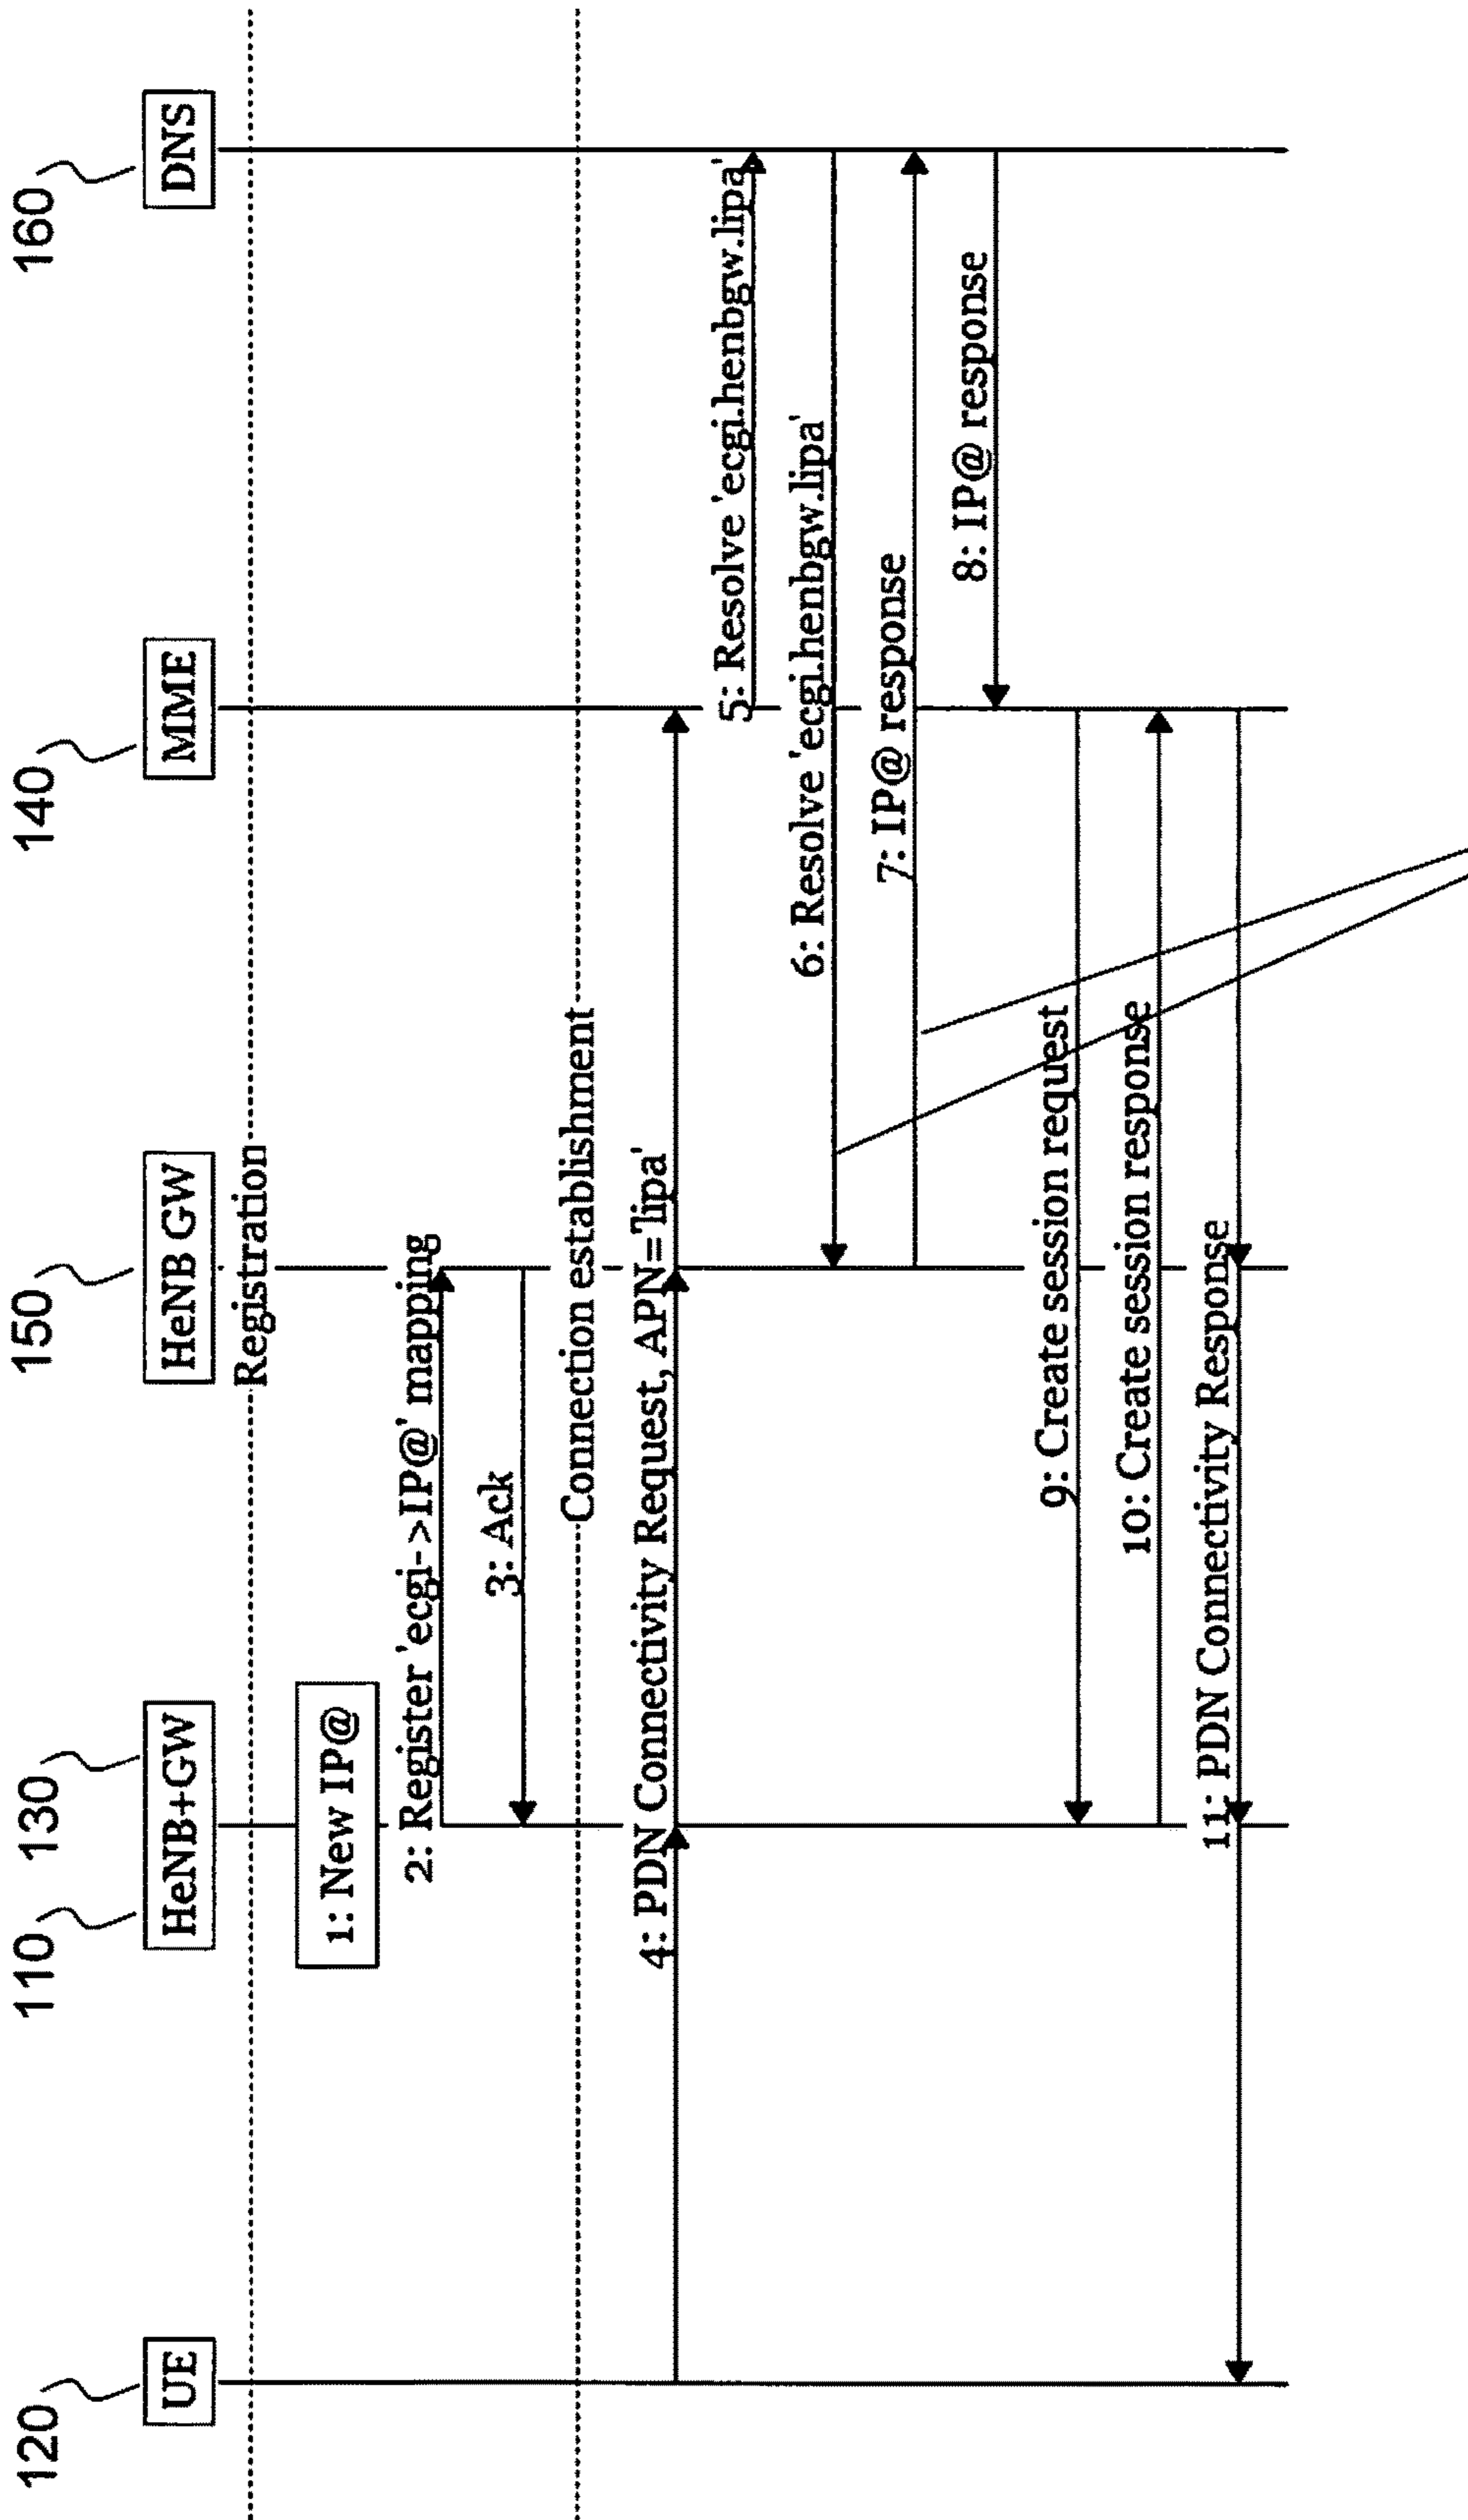 120
110
130
150
140
160
UE
HeNB+GW
HeNB GW
MME
DNS
Registration
1: New IP@
2: Register 'ecgi->IP@' mapping
3: Ack
Connection establishment
4: PDN Connectivity Request, APN='lipa'
5: Resolve 'ecgi.henbgw.lipa'
6: Resolve 'ecgi.henbgw.lipa'
7: IP@ response
8: IP@ response
9: Create session request
10: Create session response
11: PDN Connectivity Response